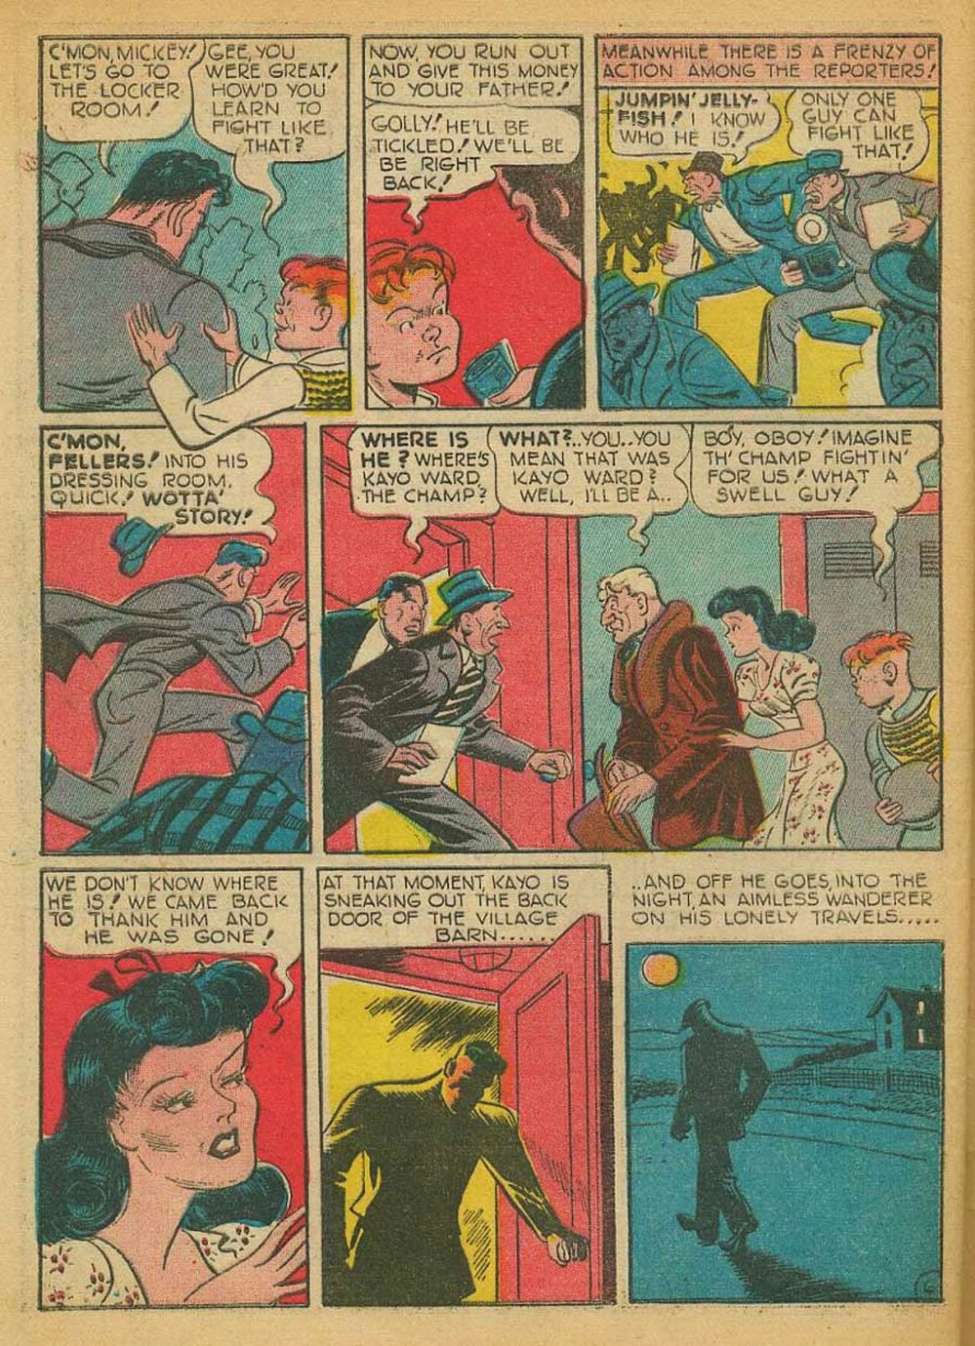 C'MON, MICKEY!
LET'S GO TO
THE LOCKER
ROOM!
GEE, YOU
WERE GREAT!
HOW'D YOU
LEARN TO
FIGHT LIKE
THAT?
NOW, YOU RUN OUT
AND GIVE THIS MONEY
TO YOUR FATHER!
GOLLY! HE'LL BE
TICKLED! WE'LL BE
BE RIGHT
BACK!
MEANWHILE THERE IS A FRENZY OF
ACTION AMONG THE REPORTERS!
JUMPIN' JELLY-
FISH! I KNOW
WHO HE IS!
ONLY ONE
GUY CAN
FIGHT LIKE
THAT!
C'MON,
FELLERS! INTO HIS
DRESSING ROOM.
QUICK! WOTTA'
STORY!
WHERE IS
HE? WHERE'S
KAYO WARD,
THE CHAMP?
WHAT?..YOU..YOU
MEAN THAT WAS
KAYO WARD?
WELL, I'LL BE A..
BOY, OBOY! IMAGINE
TH' CHAMP FIGHTIN'
FOR US! WHAT A
SWELL GUY!
WE DON'T KNOW WHERE
HE IS! WE CAME BACK
TO THANK HIM AND
HE WAS GONE!
AT THAT MOMENT, KAYO IS
SNEAKING OUT THE BACK
DOOR OF THE VILLAGE
BARN......
..AND OFF HE GOES, INTO THE
NIGHT, AN AIMLESS WANDERER
ON HIS LONELY TRAVELS.....